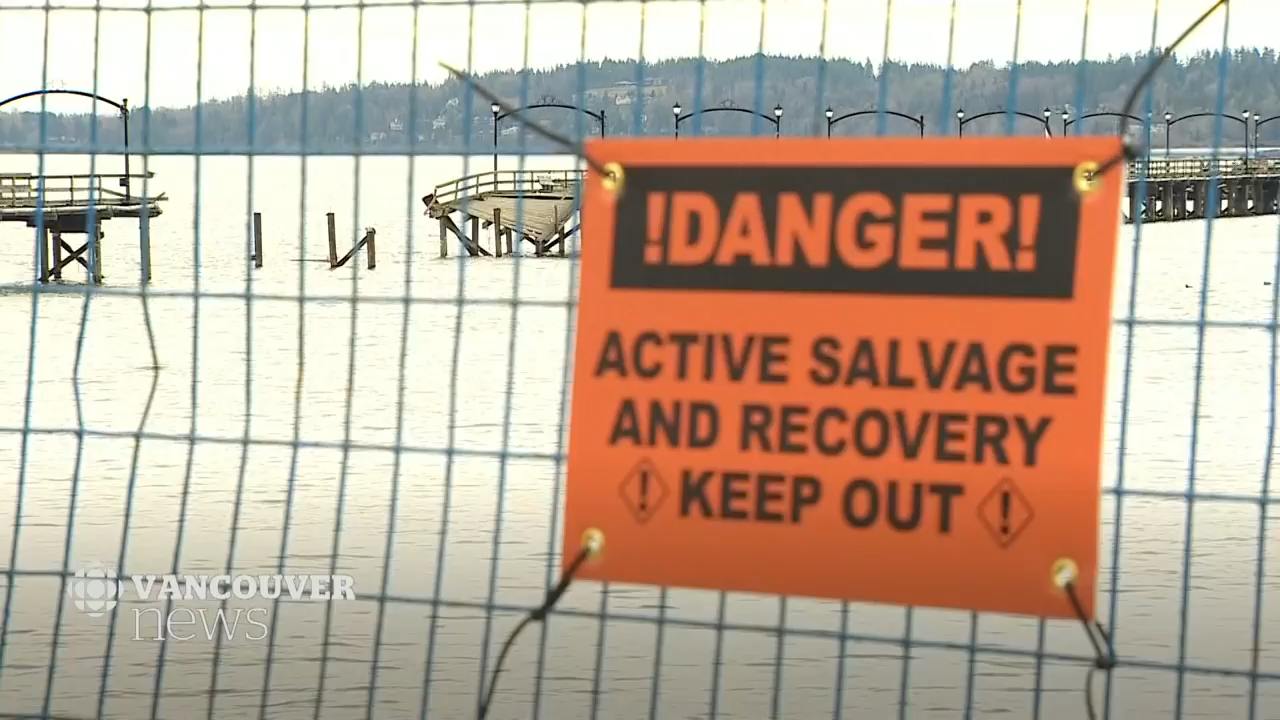 !DANGER!
ACTIVE SALVAGE
AND RECOVERY
! KEEP OUT !
VANCOUVER
news